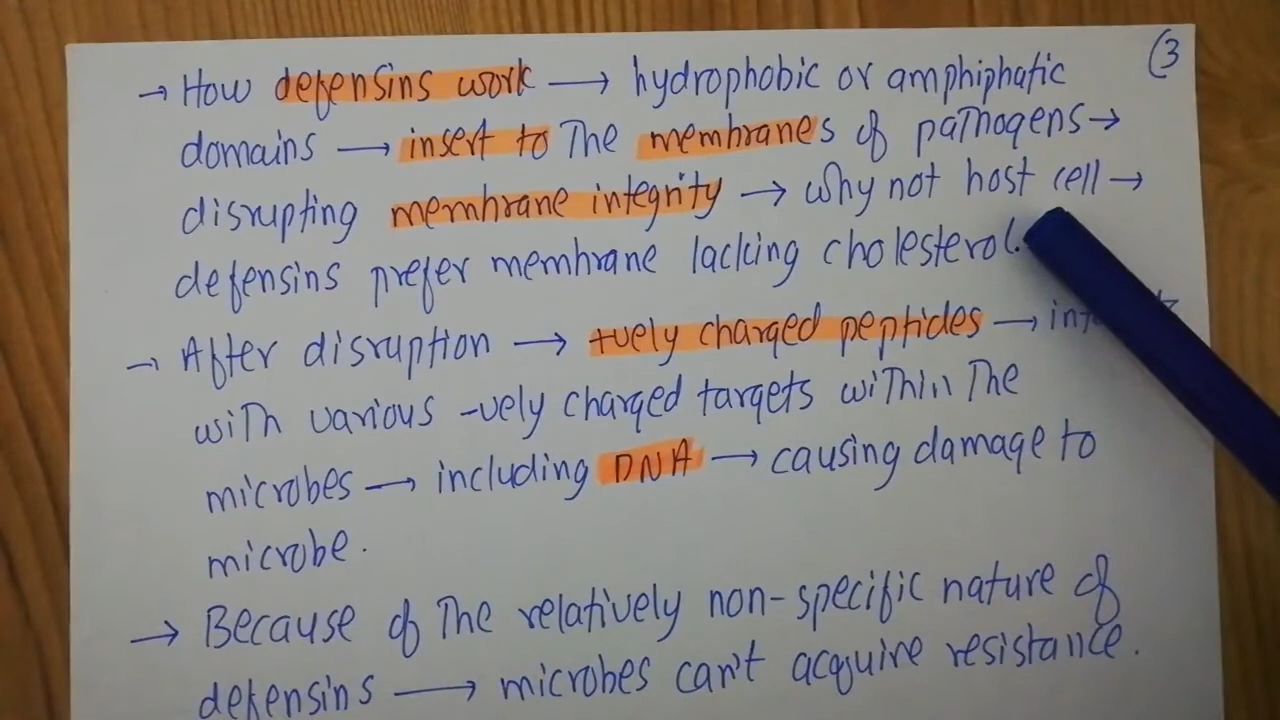 (3
→ How defensins work → hydrophobic or amphiphatic
domains → insert to The membranes of pathogens →
disrupting membrane integrity → why not host cell →
defensins prefer membrane lacking cholesterol.
→ After disruption → +vely charged peptides →
with various -vely charged targets within The
microbes → including DNA → causing damage to
microbe.
→ Because of The relatively non-specific nature of
defensins → microbes can't acquire resistance.